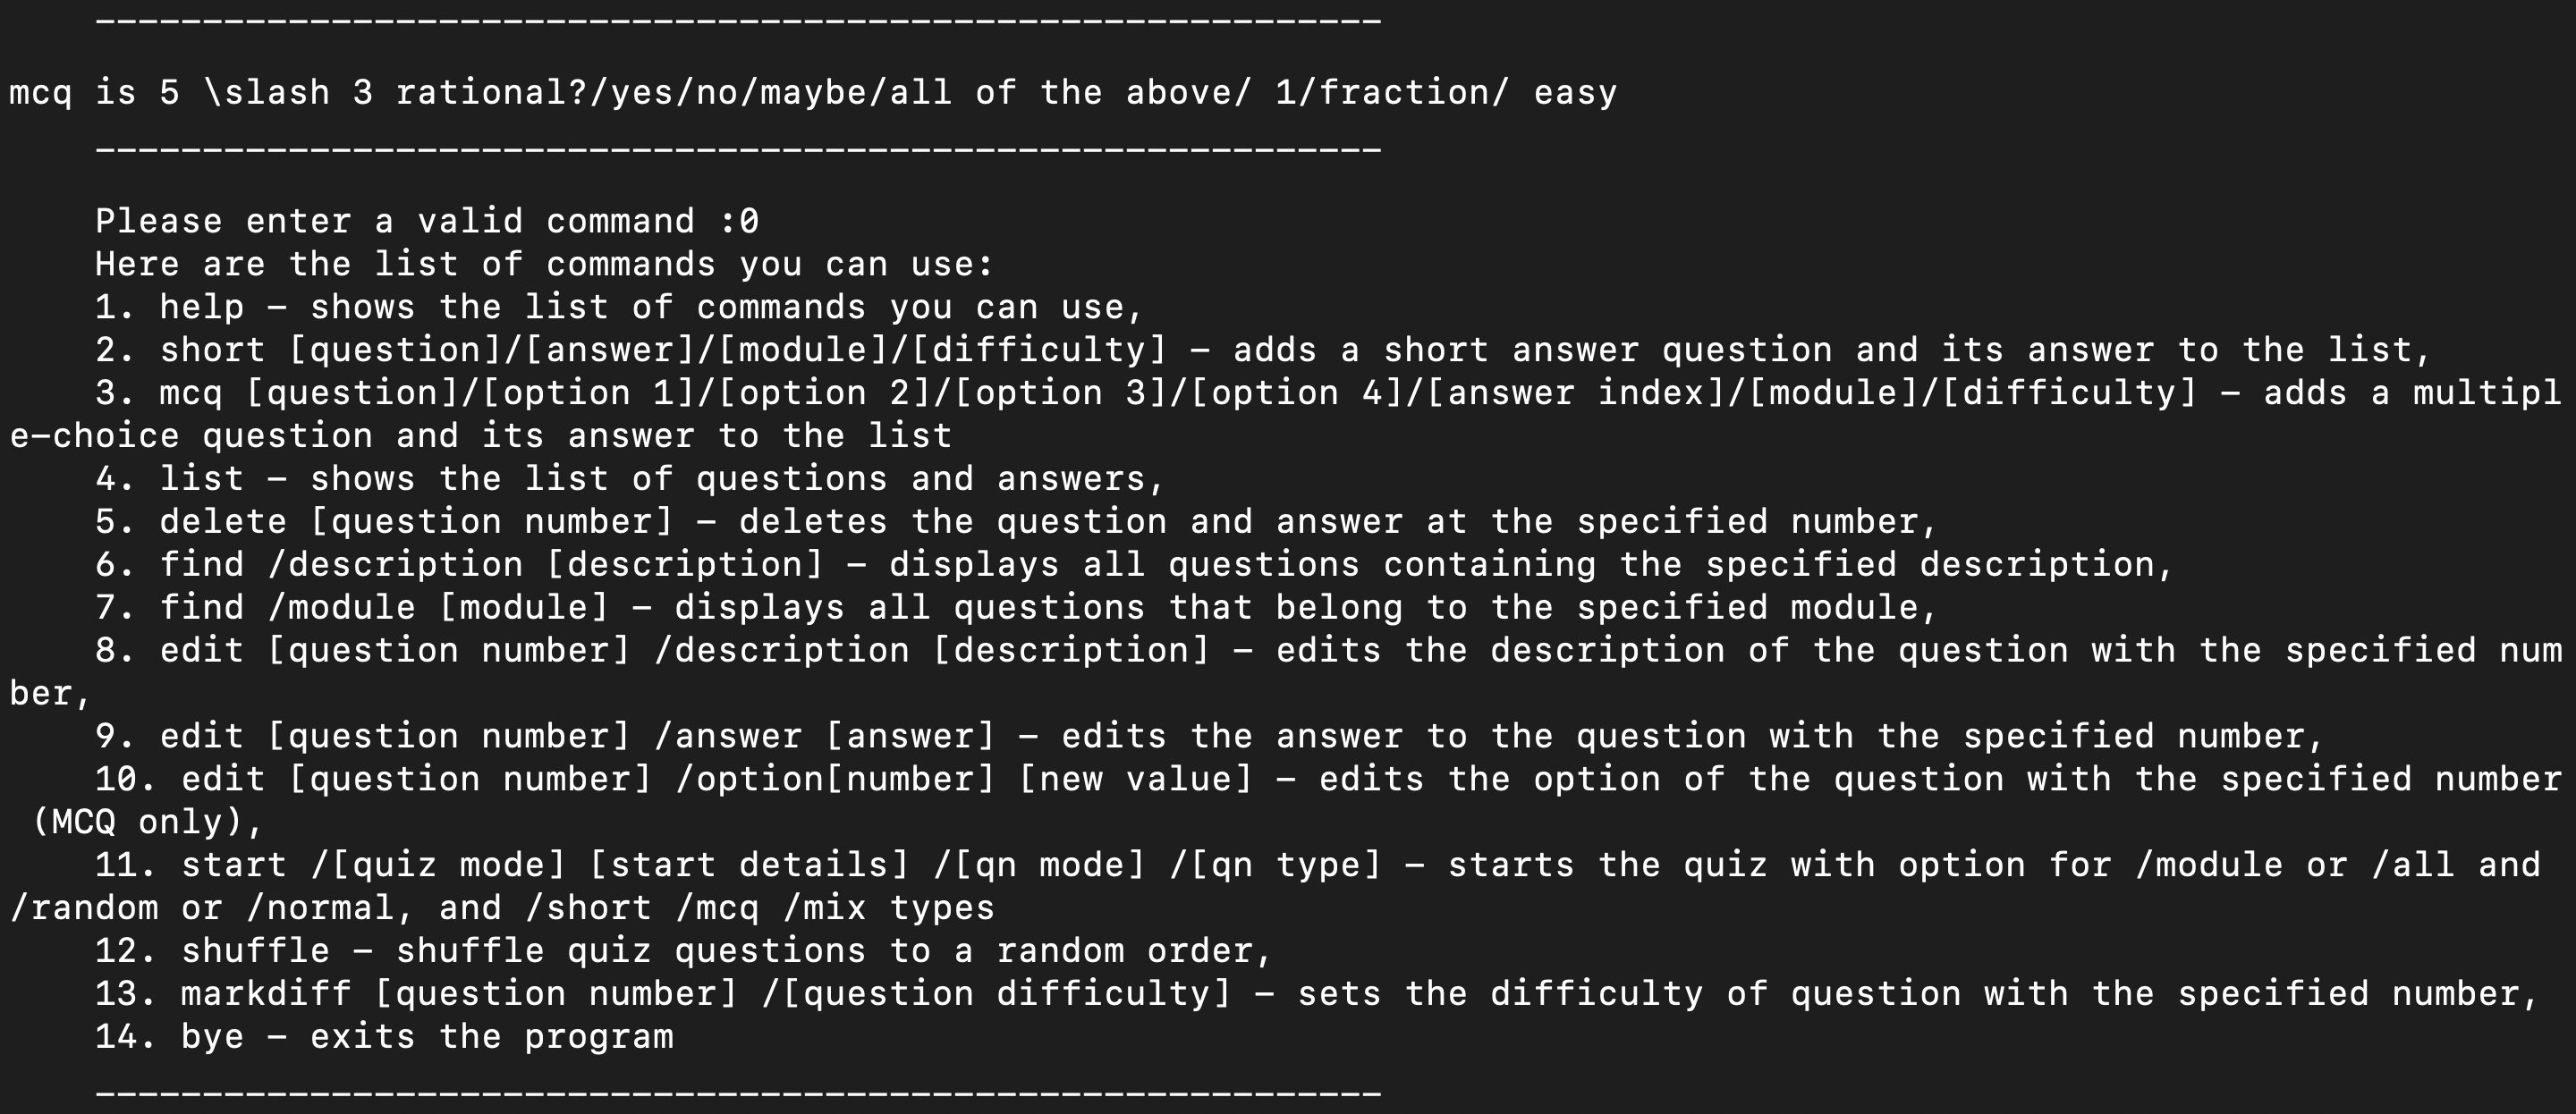 ------------------------------------------------------------
mcq is 5 \slash 3 rational?/yes/no/maybe/all of the above/ 1/fraction/ easy
------------------------------------------------------------
Please enter a valid command :0
Here are the list of commands you can use:
1. help - shows the list of commands you can use,
2. short [question]/[answer]/[module]/[difficulty] - adds a short answer question and its answer to the list,
3. mcq [question]/[option 1]/[option 2]/[option 3]/[option 4]/[answer index]/[module]/[difficulty] - adds a multipl
e-choice question and its answer to the list
4. list - shows the list of questions and answers,
5. delete [question number] - deletes the question and answer at the specified number,
6. find /description [description] - displays all questions containing the specified description,
7. find /module [module] - displays all questions that belong to the specified module,
8. edit [question number] /description [description] - edits the description of the question with the specified num
ber,
9. edit [question number] /answer [answer] - edits the answer to the question with the specified number,
10. edit [question number] /option[number] [new value] - edits the option of the question with the specified number
(MCQ only),
11. start /[quiz mode] [start details] /[qn mode] /[qn type] - starts the quiz with option for /module or /all and
/random or /normal, and /short /mcq /mix types
12. shuffle - shuffle quiz questions to a random order,
13. markdiff [question number] /[question difficulty] - sets the difficulty of question with the specified number,
14. bye - exits the program
------------------------------------------------------------